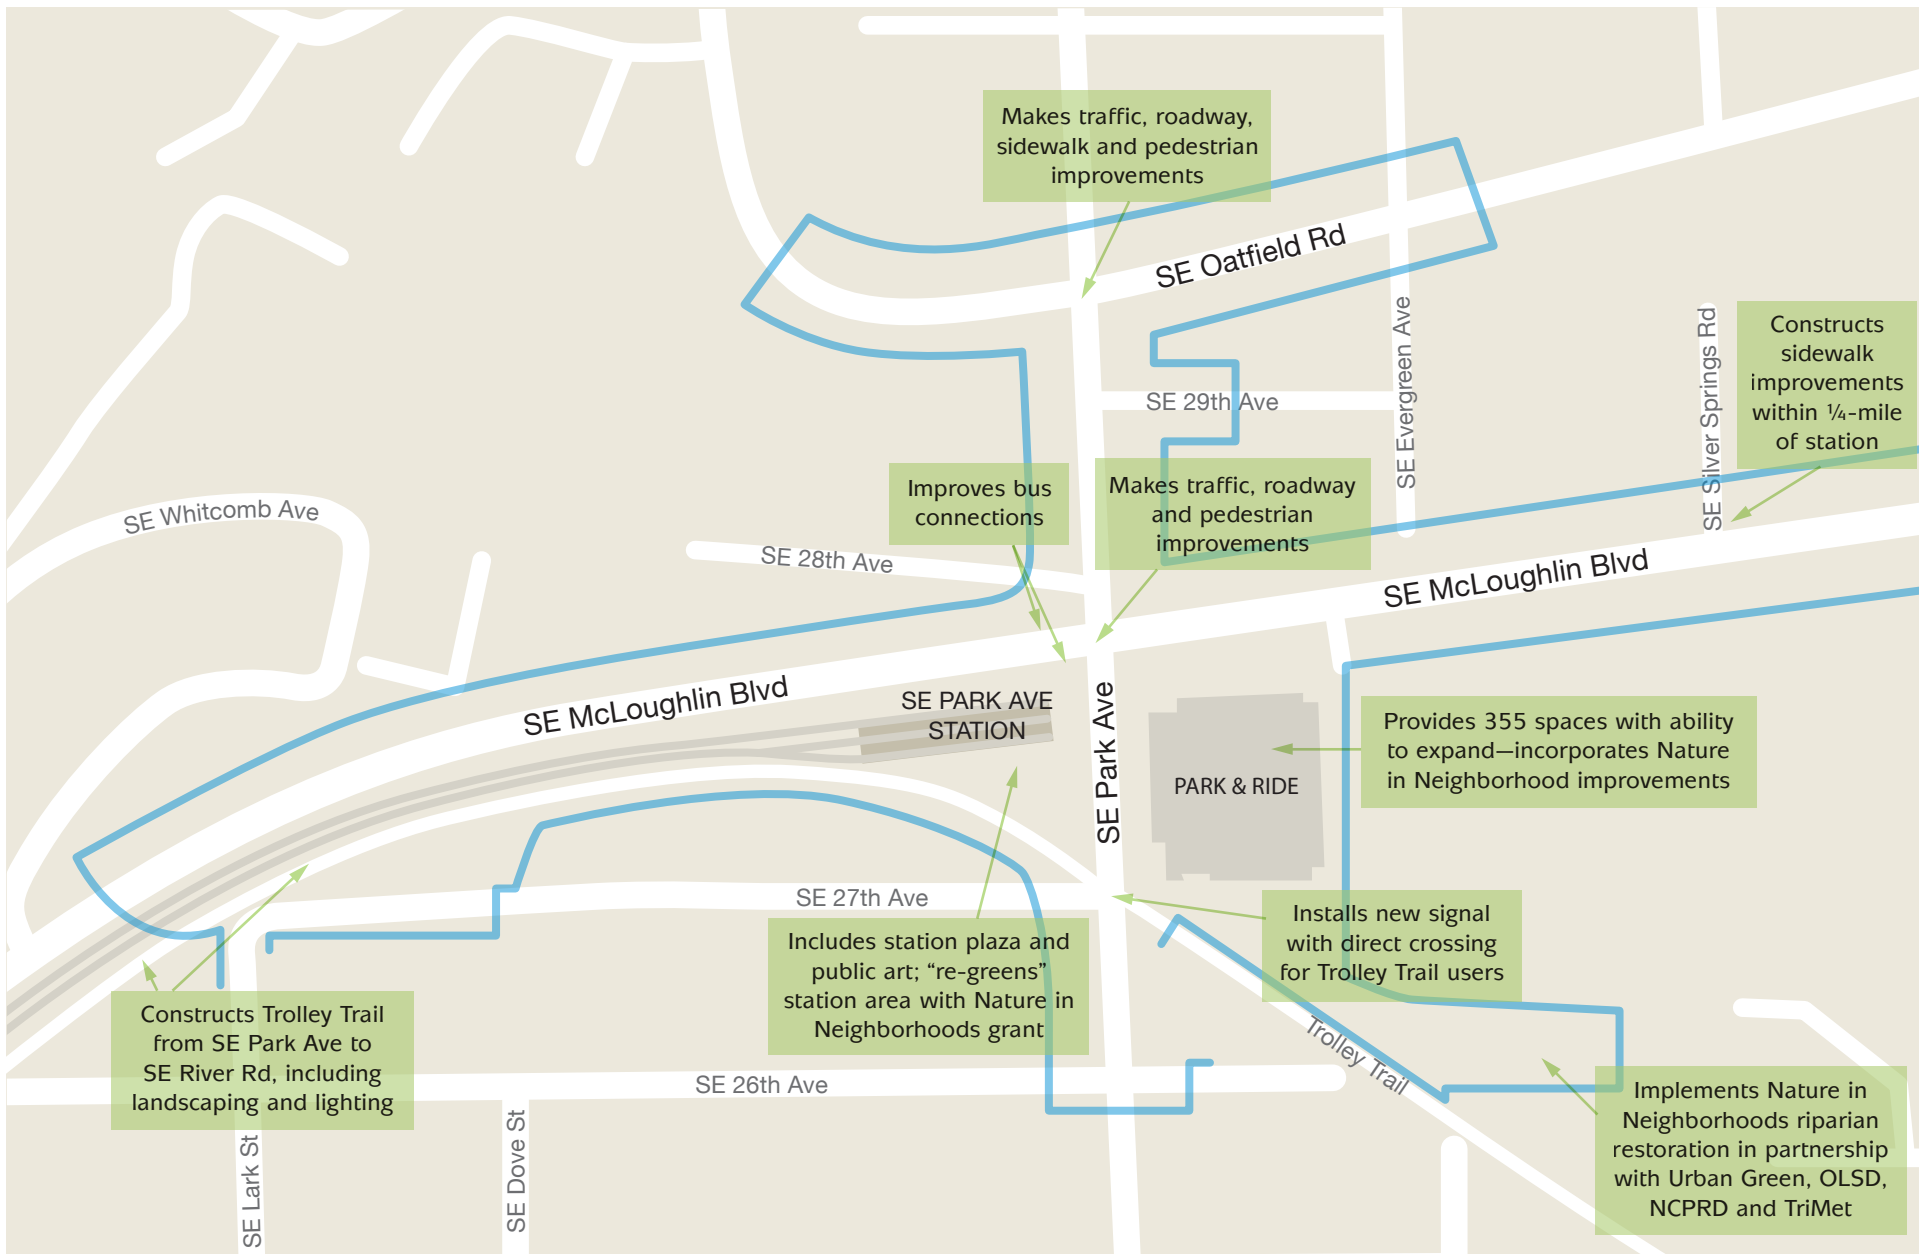 Makes traffic, roadway,
sidewalk and pedestrian
improvements
SE Oatfield Rd
SE Evergreen Ave
SE Silver Springs Rd
Constructs
sidewalk
improvements
within ¼-mile
of station
SE 29th Ave
Improves bus
connections
Makes traffic, roadway
and pedestrian
improvements
SE Whitcomb Ave
SE 28th Ave
SE McLoughlin Blvd
SE McLoughlin Blvd
SE PARK AVE
STATION
SE Park Ave
PARK & RIDE
Provides 355 spaces with ability
to expand—incorporates Nature
in Neighborhood improvements
SE 27th Ave
Installs new signal
with direct crossing
for Trolley Trail users
Includes station plaza and
public art; “re-greens”
station area with Nature in
Neighborhoods grant
Constructs Trolley Trail
from SE Park Ave to
SE River Rd, including
landscaping and lighting
Trolley Trail
SE 26th Ave
Implements Nature in
Neighborhoods riparian
restoration in partnership
with Urban Green, OLSD,
NCPRD and TriMet
SE Lark St
SE Dove St